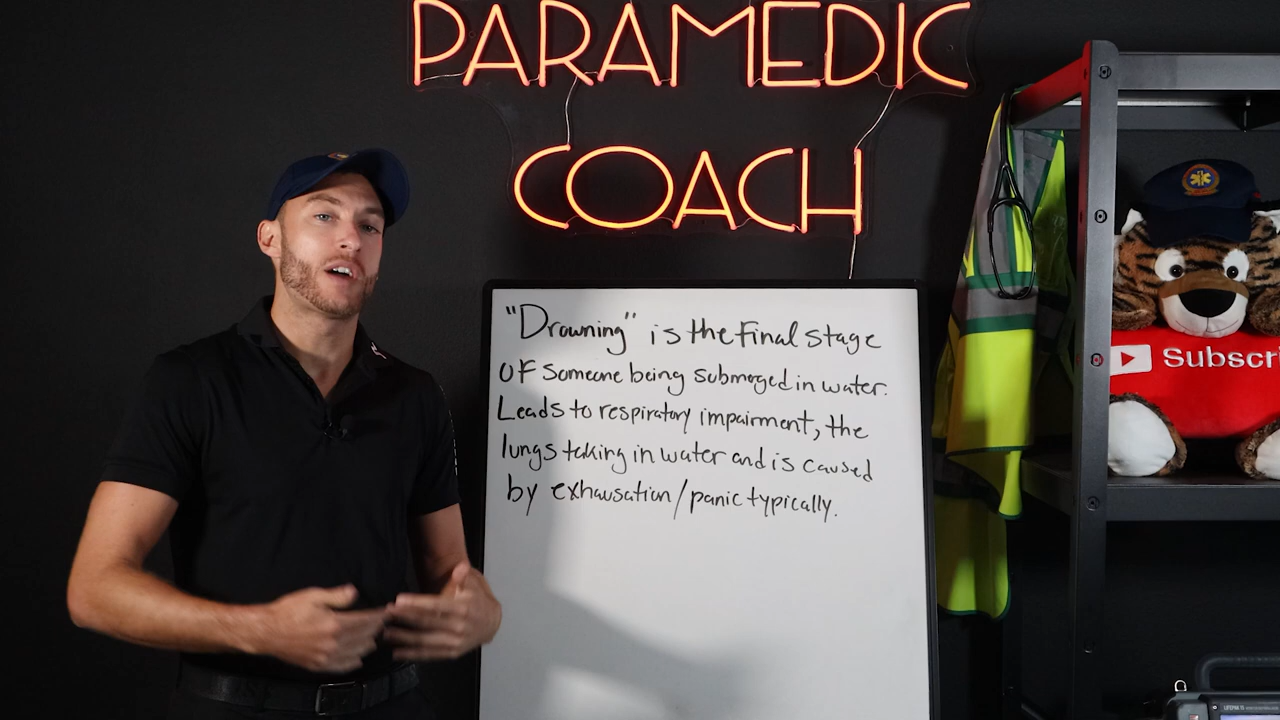 PARAMEDIC
COACH
"Drowning" is the final stage
of someone being submerged in water.
Leads to respiratory impairment, the
lungs taking in water and is caused
by exhausation/panic typically.
Subscri